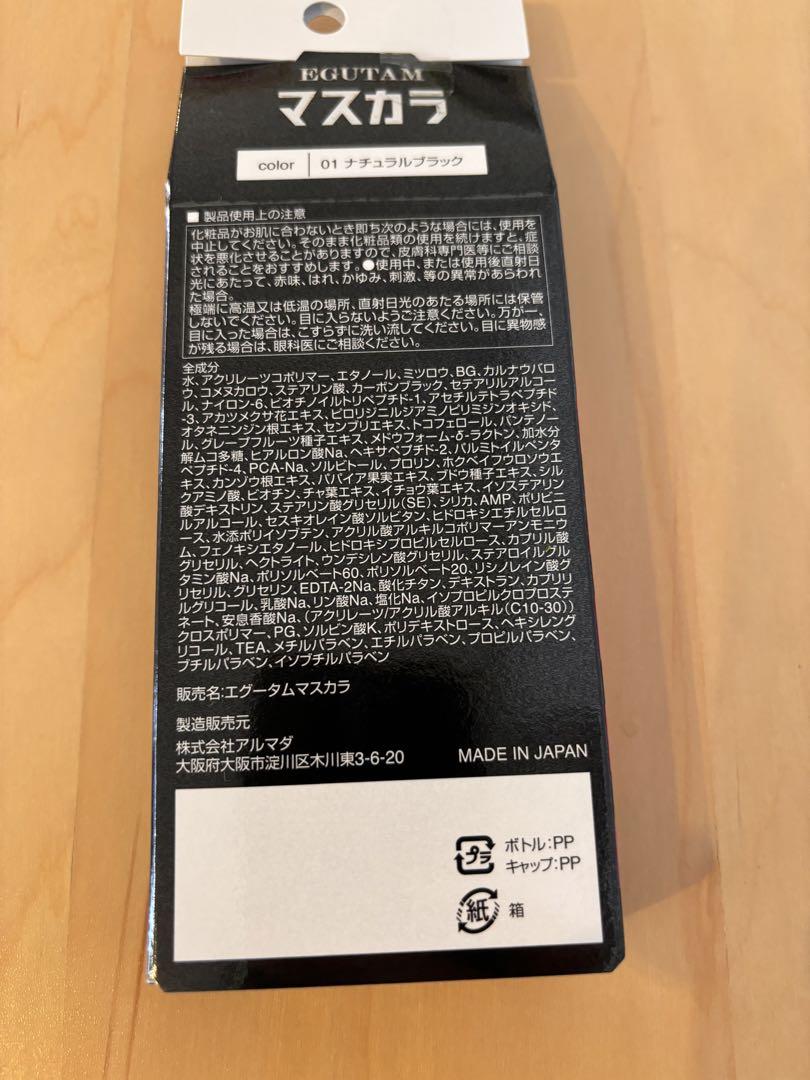 EGUTAM
マスカラ
color | 01 ナチュラルブラック
■ 製品使用上の注意
化粧品がお肌に合わないとき即ち次のような場合には、使用を
中止してください。そのまま化粧品類の使用を続けますと、症
状を悪化させることがありますので、皮膚科専門医等にご相談
されることをおすすめします。●使用中、または使用後直射日
光にあたって、赤味、はれ、かゆみ、刺激、等の異常があらわれ
た場合。
極端に高温又は低温の場所、直射日光のあたる場所には保管
しないでください。目に入らないようご注意ください。万が一、
目に入った場合は、こすらずに洗い流してください。目に異物感
が残る場合は、眼科医にご相談ください。
全成分
水、アクリレーツコポリマー、エタノール、ミツロウ、BG、カルナウバロ
ウ、コメヌカロウ、ステアリン酸、カーボンブラック、セテアリルアルコー
ル、ナイロン-6、ビオチノイルトリペプチド-1、アセチルテトラペプチド
-3、アカツメクサ花エキス、ピロリジニルジアミノピリミジンオキシド、
オタネニンジン根エキス、センブリエキス、トコフェロール、パンテノー
ル、グレープフルーツ種子エキス、メドウフォーム-δ-ラクトン、加水分
解ムコ多糖、ヒアルロン酸Na、ヘキサペプチド-2、パルミトイルペンタ
ペプチド-4、PCA-Na、ソルビトール、プロリン、ホクベイフウロソウエ
キス、カンゾウ根エキス、パパイア果実エキス、ブドウ種子エキス、シル
クアミノ酸、ビオチン、チャ葉エキス、イチョウ葉エキス、イソステアリン
酸デキストリン、ステアリン酸グリセリル(SE)、シリカ、AMP、ポリビニ
ルアルコール、セスキオレイン酸ソルビタン、ヒドロキシエチルセルロ
ース、水添ポリイソブテン、アクリル酸アルキルコポリマーアンモニウ
ム、フェノキシエタノール、ヒドロキシプロピルセルロース、カプリル酸
グリセリル、ヘクトライト、ウンデシレン酸グリセリル、ステアロイルグル
タミン酸Na、ポリソルベート60、ポリソルベート20、リシノレイン酸グ
リセリル、グリセリン、EDTA-2Na、酸化チタン、デキストラン、カプリリ
ルグリコール、乳酸Na、リン酸Na、塩化Na、イソプロピルクロプロステ
ネート、安息香酸Na、(アクリレーツ/アクリル酸アルキル(C10-30))
クロスポリマー、PG、ソルビン酸K、ポリデキストロース、ヘキシレング
リコール、TEA、メチルパラベン、エチルパラベン、プロピルパラベン、
ブチルパラベン、イソブチルパラベン
販売名:エグータムマスカラ
製造販売元
株式会社アルマダ
大阪府大阪市淀川区木川東3-6-20 MADE IN JAPAN
プラ ボトル:PP
キャップ:PP
紙 箱